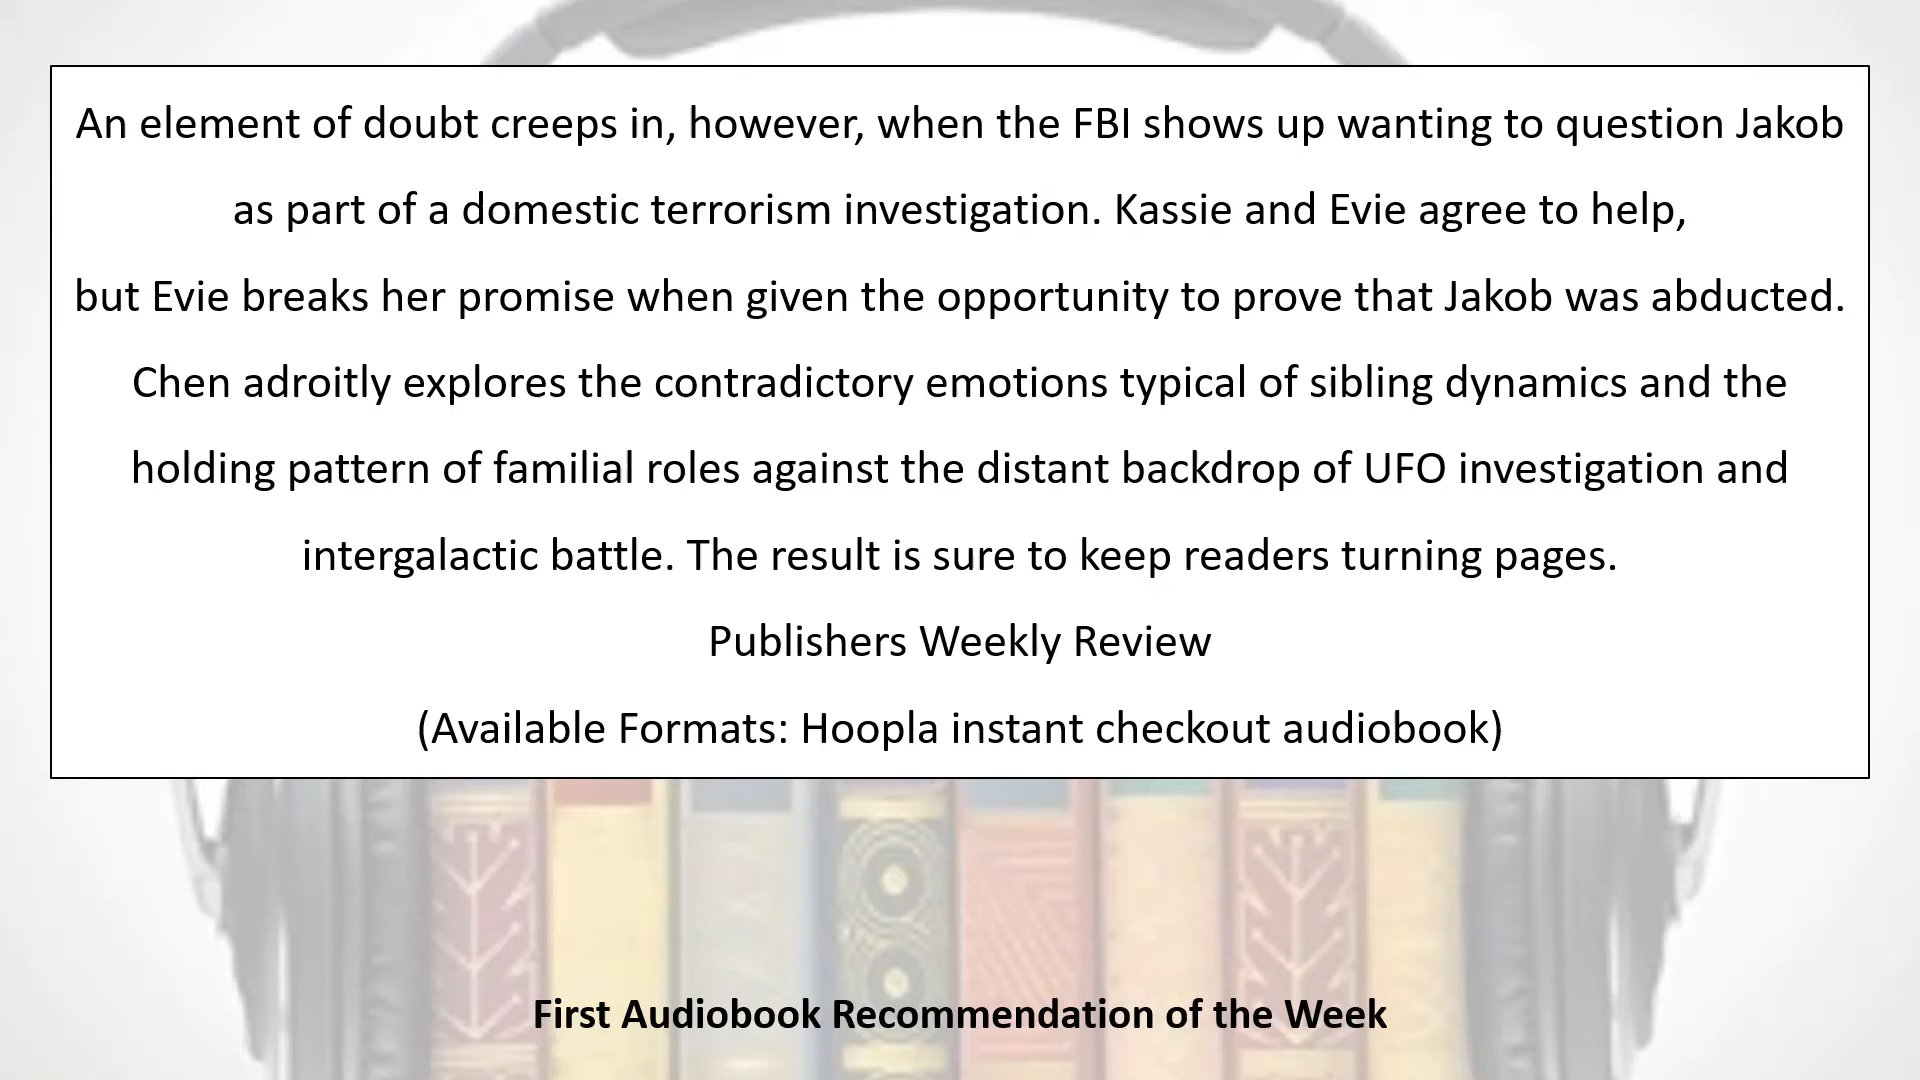 An element of doubt creeps in, however, when the FBI shows up wanting to question Jakob
as part of a domestic terrorism investigation. Kassie and Evie agree to help,
but Evie breaks her promise when given the opportunity to prove that Jakob was abducted.
Chen adroitly explores the contradictory emotions typical of sibling dynamics and the
holding pattern of familial roles against the distant backdrop of UFO investigation and
intergalactic battle. The result is sure to keep readers turning pages.
Publishers Weekly Review
(Available Formats: Hoopla instant checkout audiobook)
First Audiobook Recommendation of the Week